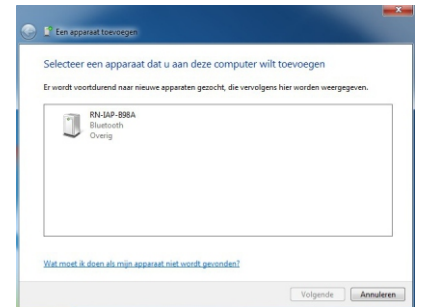 Een apparaat toevoegen
Selecteer een apparaat dat u aan deze computer wilt toevoegen
Er wordt voortdurend naar nieuwe apparaten gezocht, die vervolgens hier worden weergegeven.
RN-IAP-B98A
Bluetooth
Overig
Wat moet ik doen als mijn apparaat niet wordt gevonden?
Volgende
Annuleren